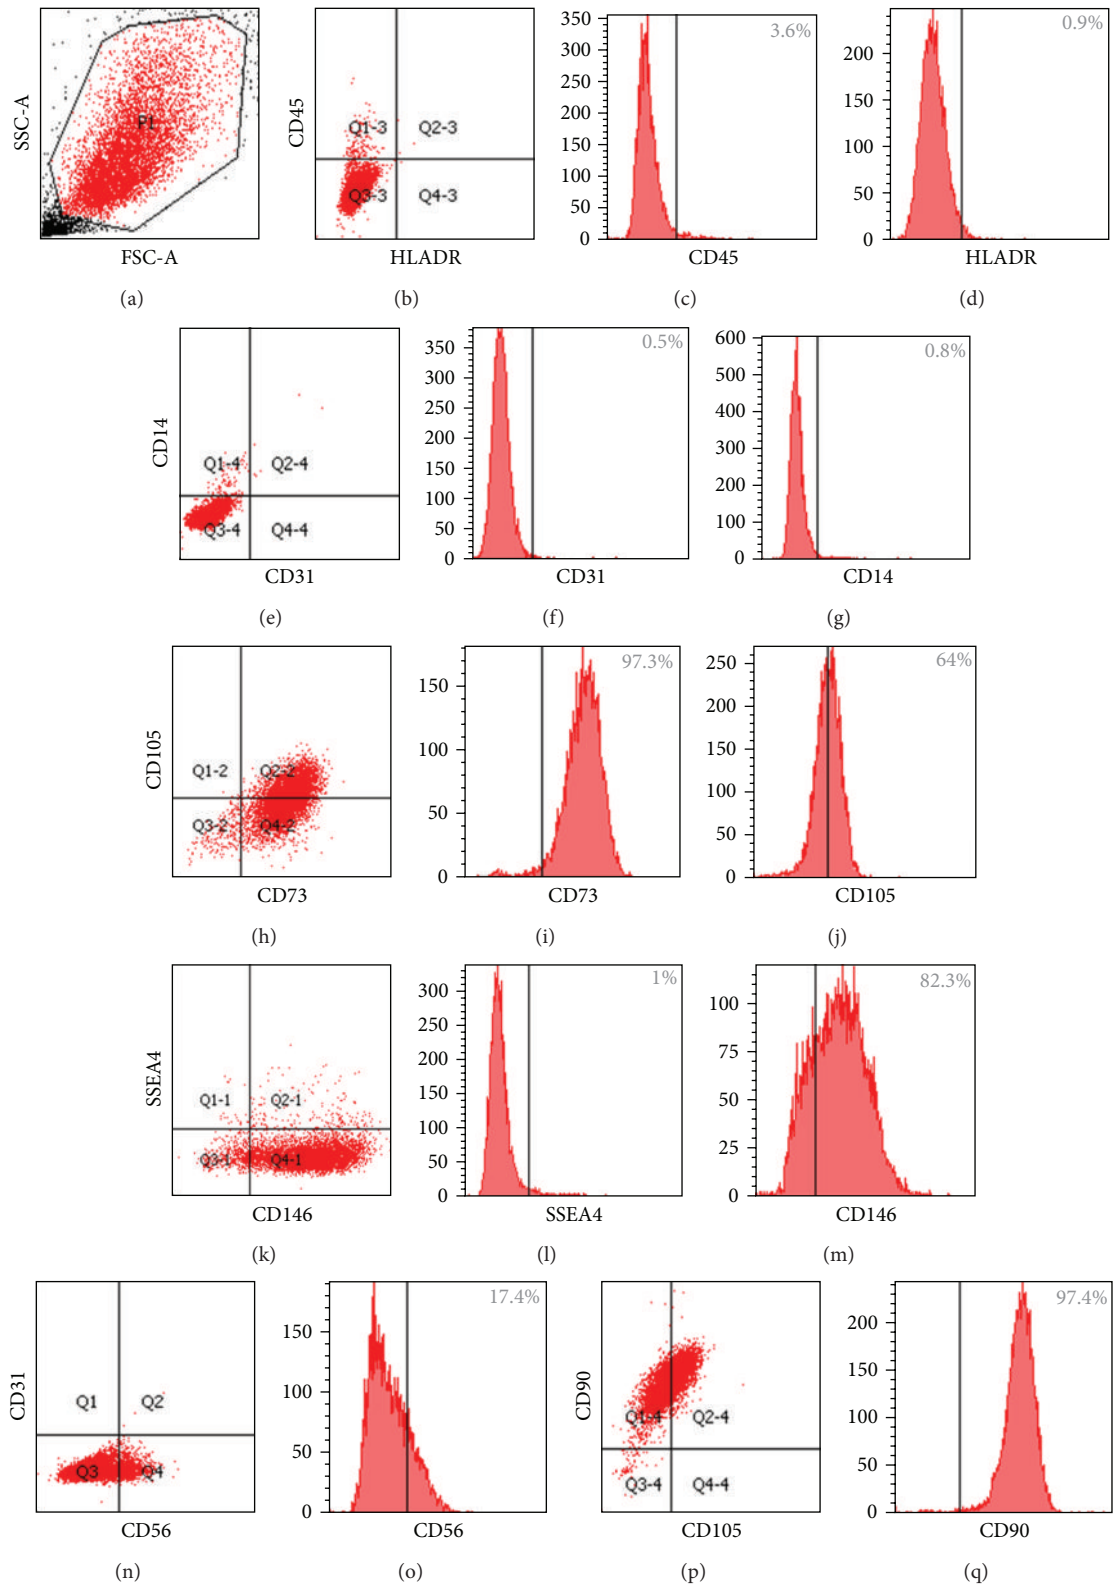 SSC-A
P1
FSC-A
(a)
CD45
Q1-3 Q2-3
Q3-3 Q4-3
HLADR
(b)
3.6%
350
300
250
200
150
100
50
0
CD45
(c)
0.9%
200
150
100
50
0
HLADR
(d)
CD14
Q1-4 Q2-4
Q3-4 Q4-4
CD31
(e)
0.5%
350
300
250
200
150
100
50
0
CD31
(f)
0.8%
600
500
400
300
200
100
0
CD14
(g)
CD105
Q1-2 Q2-2
Q3-2 Q4-2
CD73
(h)
97.3%
150
100
50
0
CD73
(i)
64%
250
200
150
100
50
0
CD105
(j)
SSEA4
Q1-1 Q2-1
Q3-1 Q4-1
CD146
(k)
1%
300
250
200
150
100
50
0
SSEA4
(l)
82.3%
100
75
50
25
0
CD146
(m)
CD31
Q1 Q2
Q3 Q4
CD56
(n)
17.4%
150
100
50
0
CD56
(o)
CD90
Q1-4 Q2-4
Q3-4 Q4-4
CD105
(p)
97.4%
200
150
100
50
0
CD90
(q)